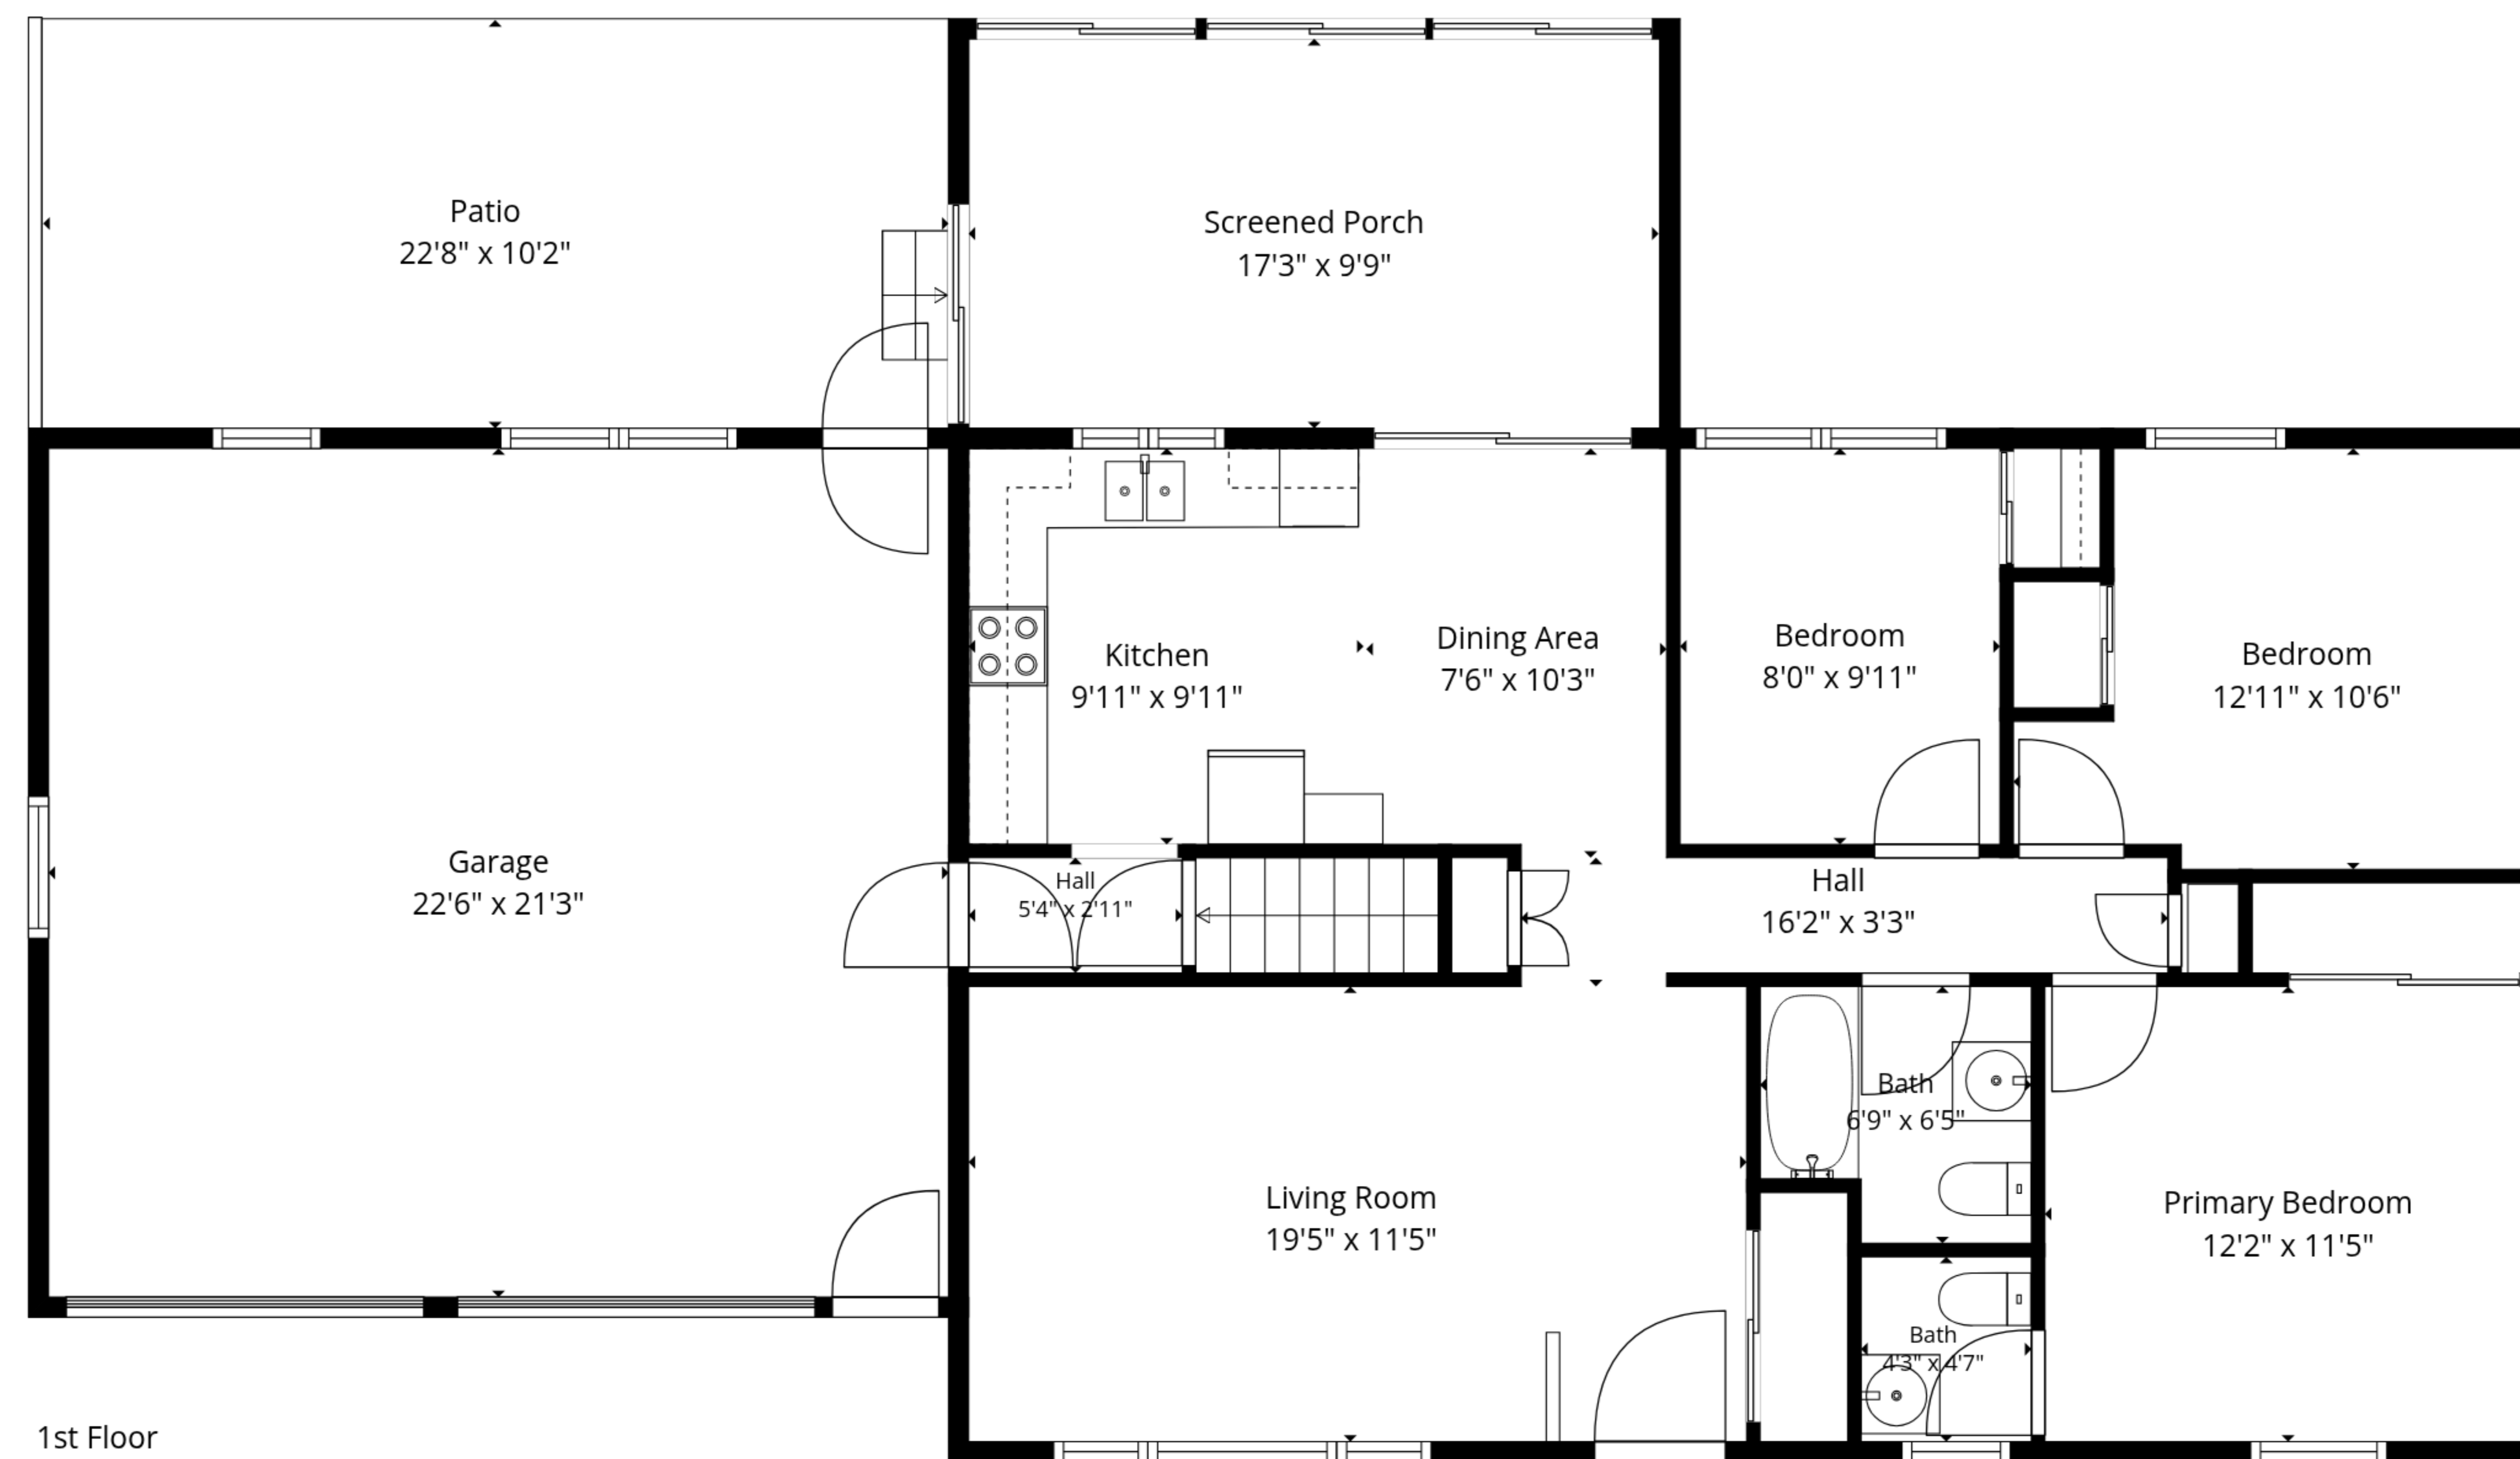 Patio
22'8" x 10'2"
Screened Porch
17'3" x 9'9"
Kitchen
9'11" x 9'11"
Dining Area
7'6" x 10'3"
Bedroom
8'0" x 9'11"
Bedroom
12'11" x 10'6"
Garage
22'6" x 21'3"
Hall
5'4" x 2'11"
Hall
16'2" x 3'3"
Bath
6'9" x 6'5"
Living Room
19'5" x 11'5"
Primary Bedroom
12'2" x 11'5"
Bath
4'3" x 4'7"
1st Floor